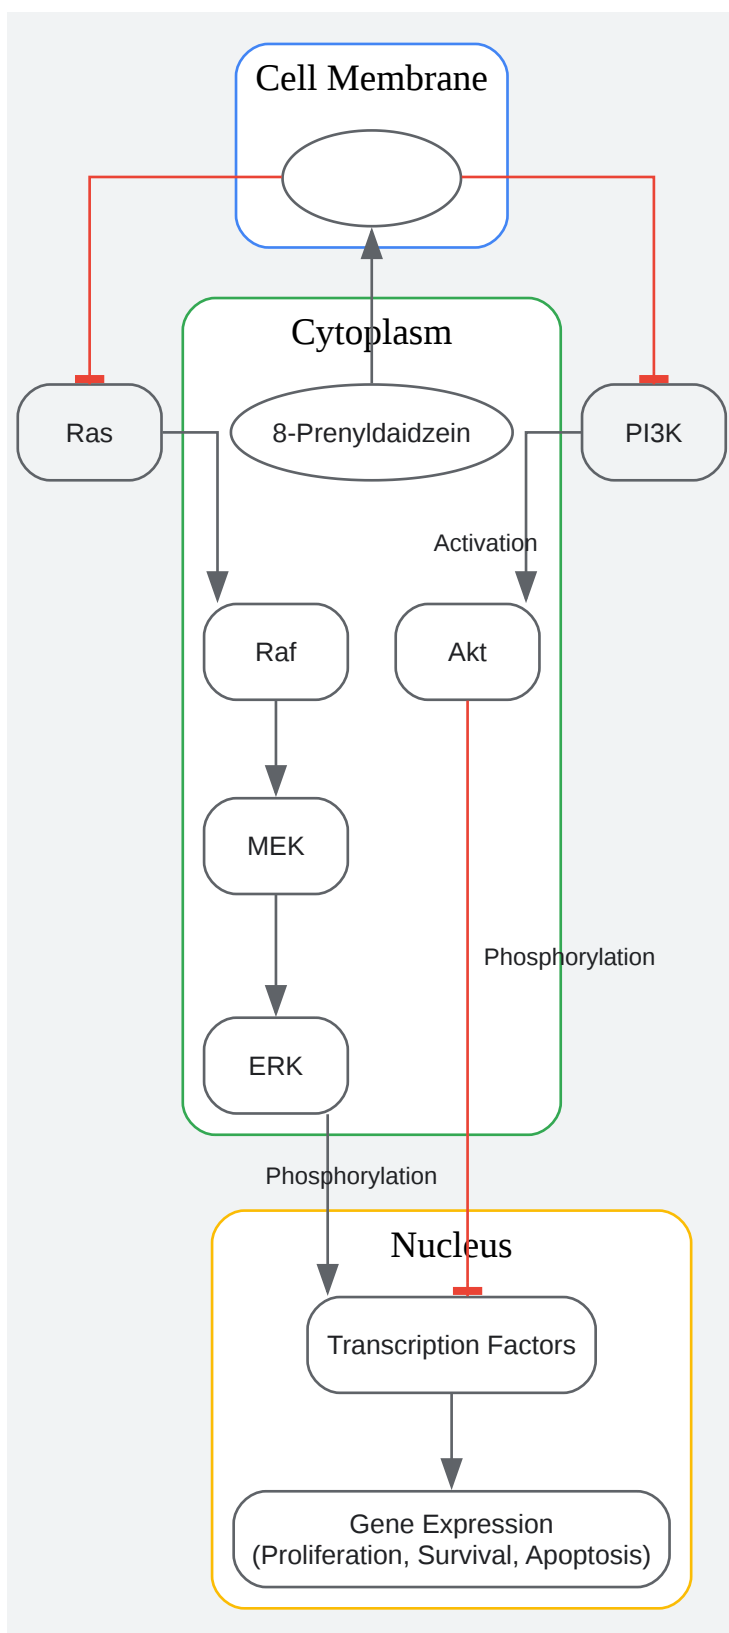 Cell Membrane
Cytoplasm
Ras
8-Prenyldaidzein
PI3K
Activation
Raf
Akt
MEK
Phosphorylation
ERK
Phosphorylation
Nucleus
Transcription Factors
Gene Expression
(Proliferation, Survival, Apoptosis)